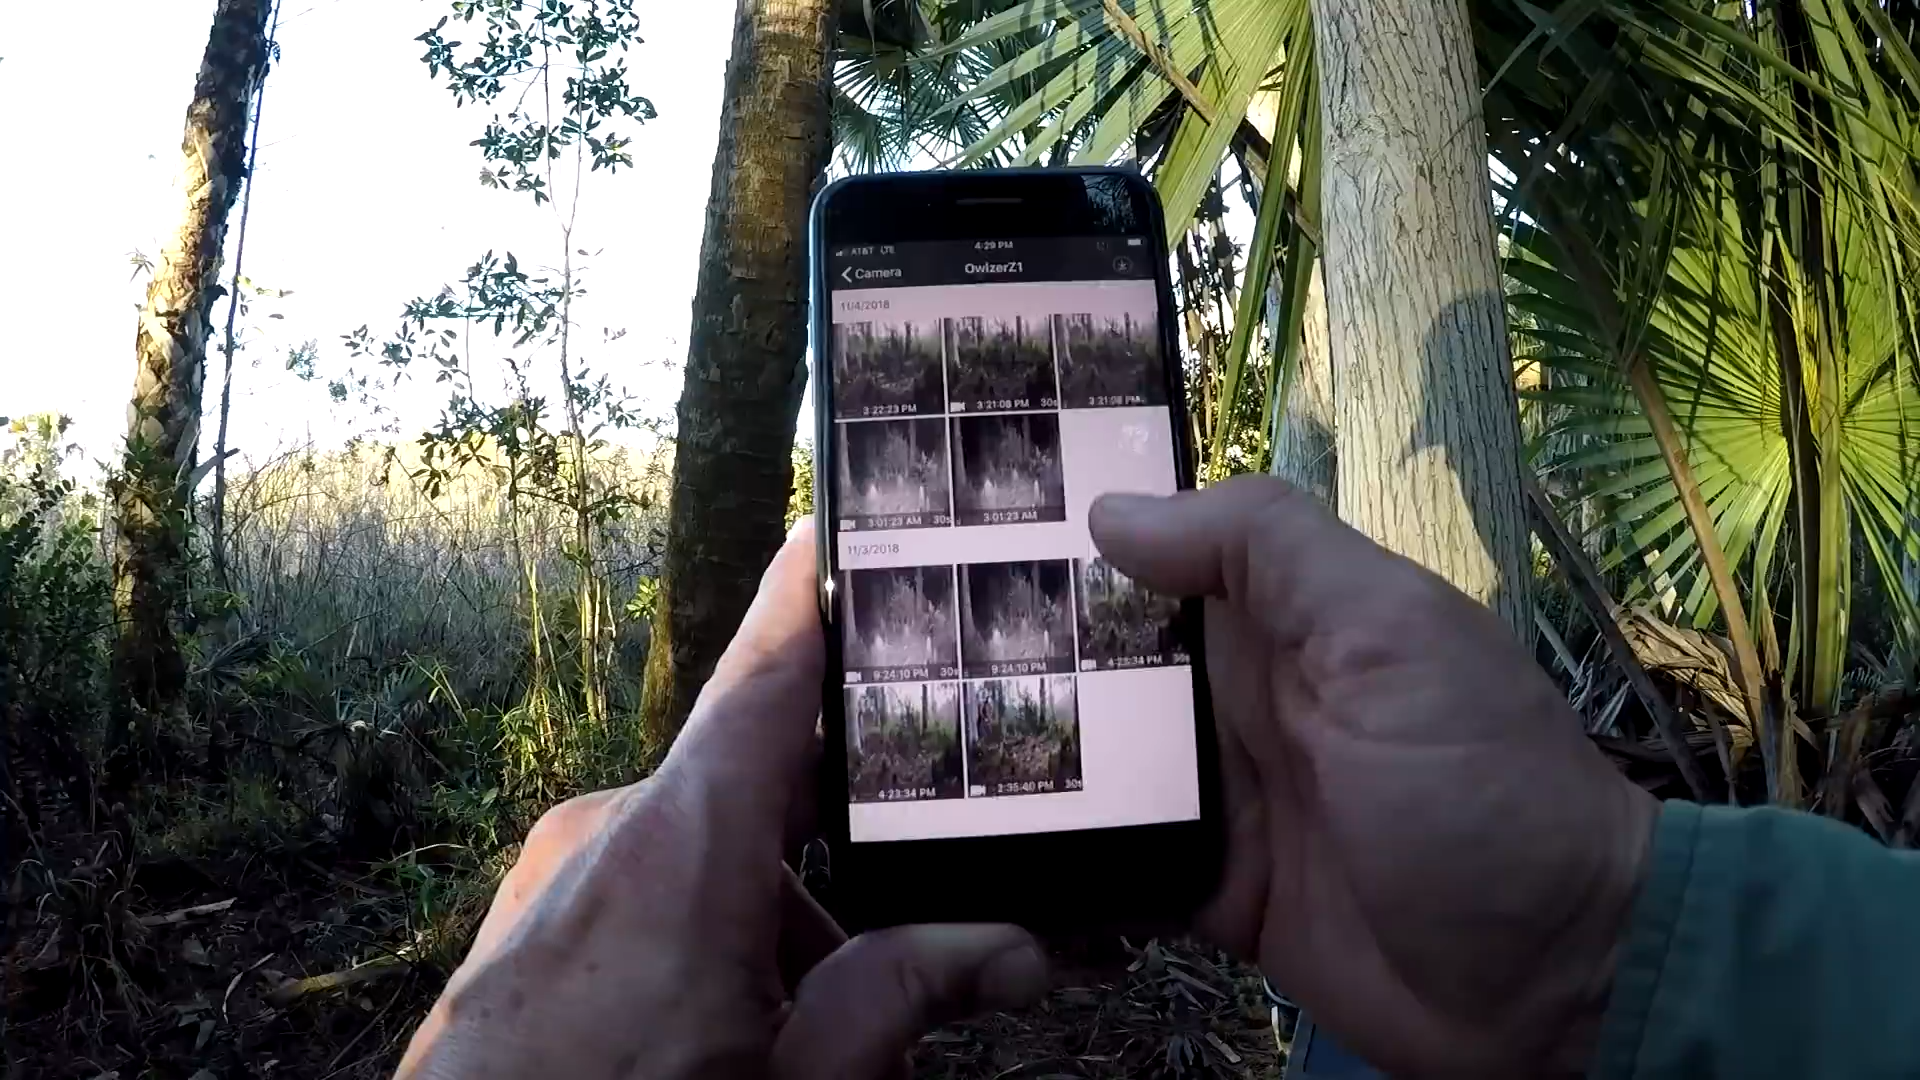 AT&T LTE 4:29 PM
Camera OwlzerZ1
11/4/2018
3:22:23 PM 3:21:08 PM 30s 3:21:08 PM
3:01:23 AM 30s 3:01:23 AM
11/3/2018
9:24:10 PM 30s 9:24:10 PM 4:23:34 PM 30s
4:23:34 PM 2:35:40 PM 30s